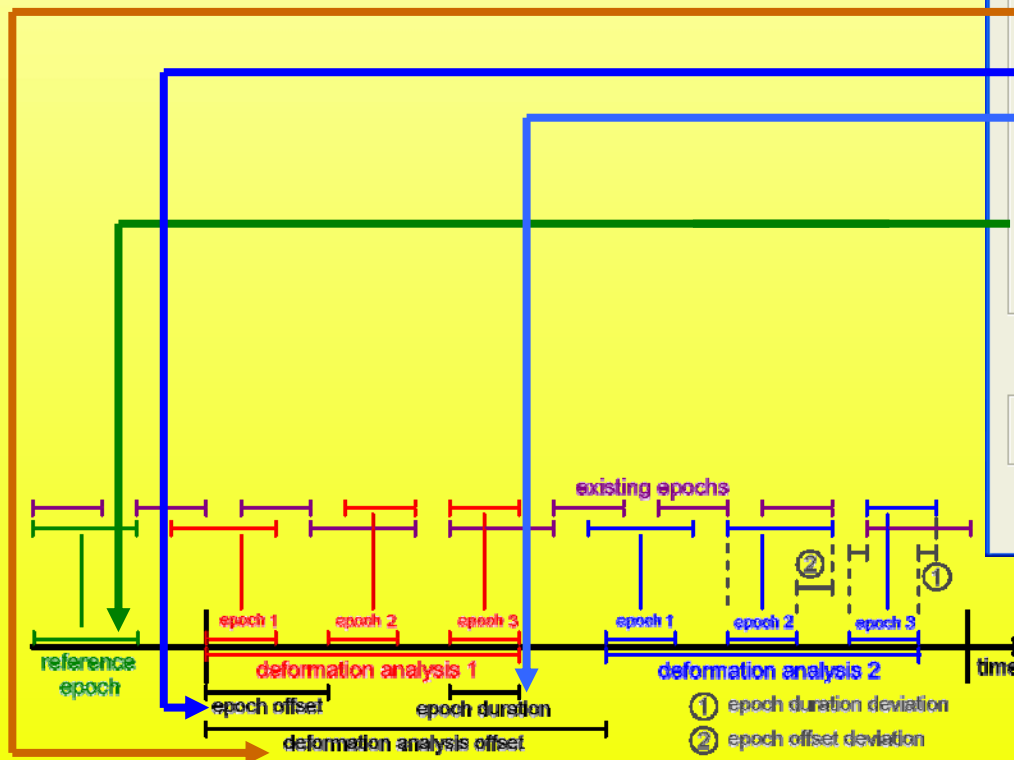 existing epochs
②
①
epoch 1
epoch 2
epoch 3
epoch 1
epoch 2
epoch 3
reference
epoch
deformation analysis 1
deformation analysis 2
time
epoch offset
epoch duration
① epoch duration deviation
deformation analysis offset
② epoch offset deviation